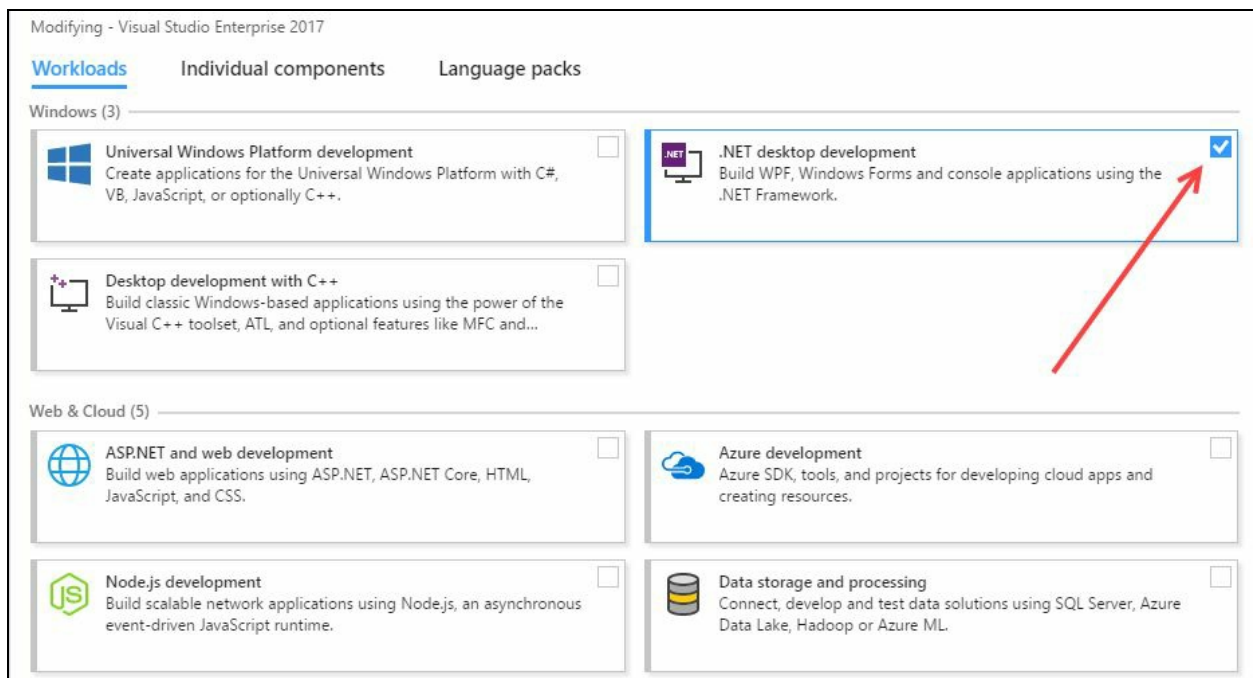 Modifying - Visual Studio Enterprise 2017
Workloads Individual components Language packs
Windows (3)
Universal Windows Platform development
Create applications for the Universal Windows Platform with C#,
VB, JavaScript, or optionally C++.
.NET
.NET desktop development
Build WPF, Windows Forms and console applications using the
.NET Framework.
Desktop development with C++
Build classic Windows-based applications using the power of the
Visual C++ toolset, ATL, and optional features like MFC and...
Web & Cloud (5)
ASP.NET and web development
Build web applications using ASP.NET, ASP.NET Core, HTML,
JavaScript, and CSS.
Azure development
Azure SDK, tools, and projects for developing cloud apps and
creating resources.
JS
Node.js development
Build scalable network applications using Node.js, an asynchronous
event-driven JavaScript runtime.
Data storage and processing
Connect, develop and test data solutions using SQL Server, Azure
Data Lake, Hadoop or Azure ML.